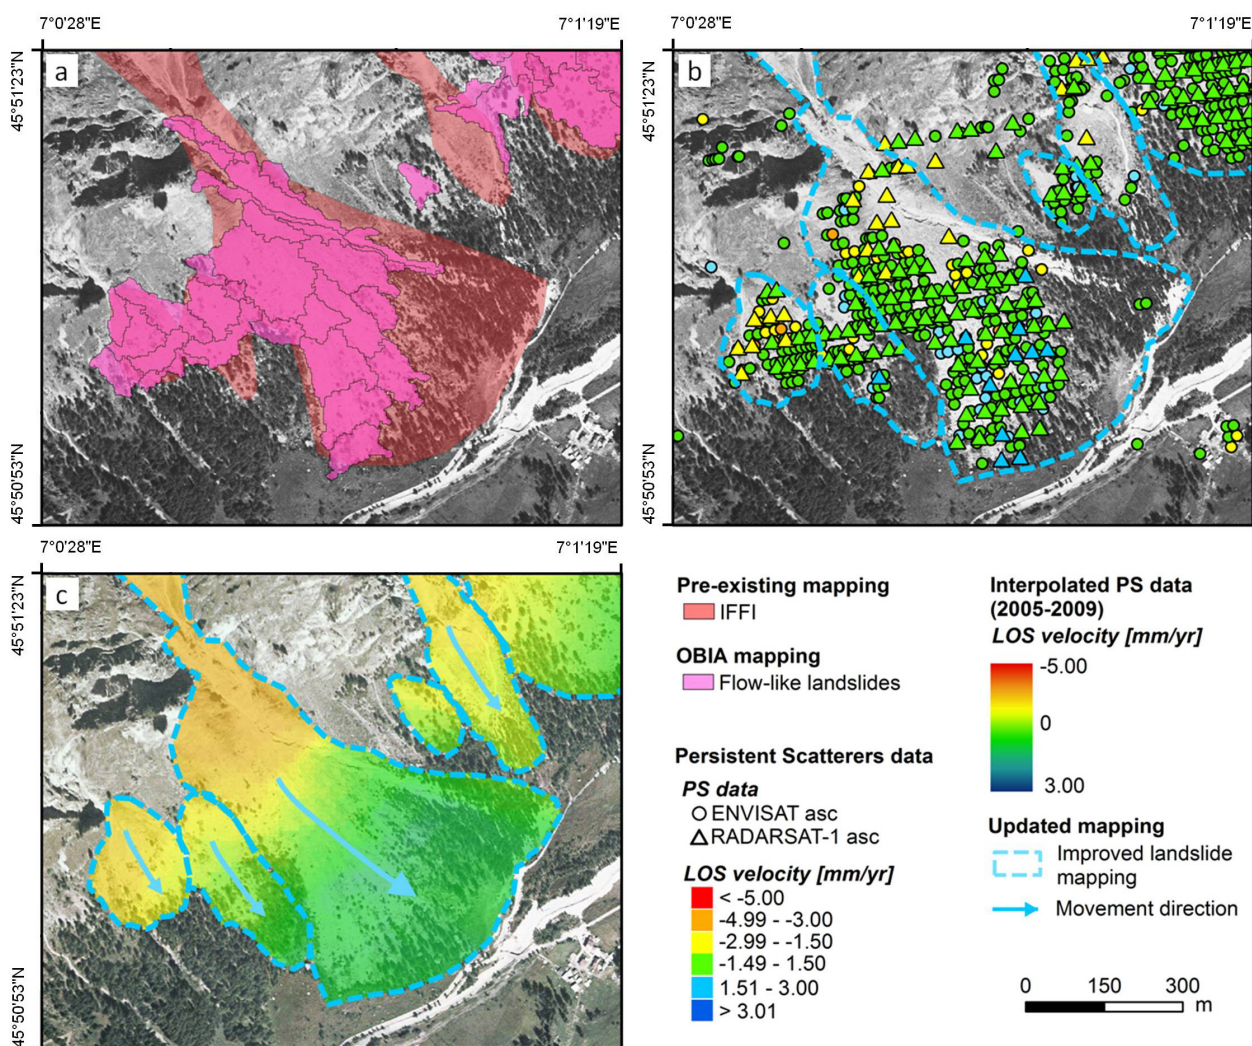 7°0'28"E
7°1'19"E
7°0'28"E
7°1'19"E
45°51'23"N
a
45°50'53"N
45°51'23"N
b
45°50'53"N
7°0'28"E
7°1'19"E
45°51'23"N
c
45°50'53"N
Pre-existing mapping
IFFI
OBIA mapping
Flow-like landslides
Persistent Scatterers data
PS data
ENVISAT asc
RADARSAT-1 asc
LOS velocity [mm/yr]
< -5.00
-4.99 - -3.00
-2.99 - -1.50
-1.49 - 1.50
1.51 - 3.00
> 3.01
Interpolated PS data
(2005-2009)
LOS velocity [mm/yr]
-5.00
0
3.00
Updated mapping
Improved landslide
mapping
Movement direction
0 150 300
m